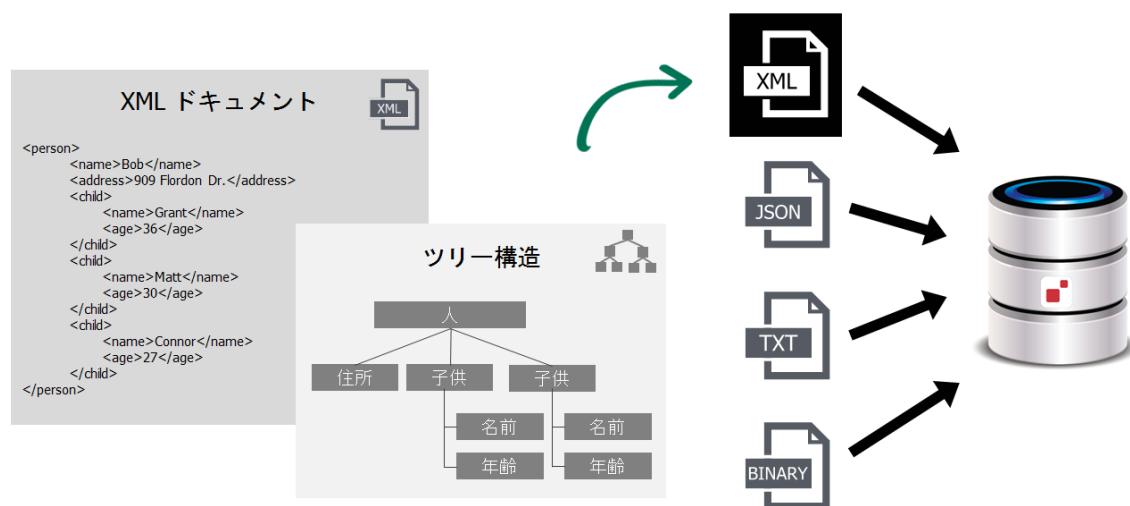 XML ドキュメント
XML
<person>
<name>Bob</name>
<address>909 Flordon Dr.</address>
<child>
<name>Grant</name>
<age>36</age>
</child>
<child>
<name>Matt</name>
<age>30</age>
</child>
<child>
<name>Connor</name>
<age>27</age>
</child>
</person>
ツリー構造
人
住所 子供 子供
名前 名前
年齢 年齢
XML
JSON
TXT
BINARY